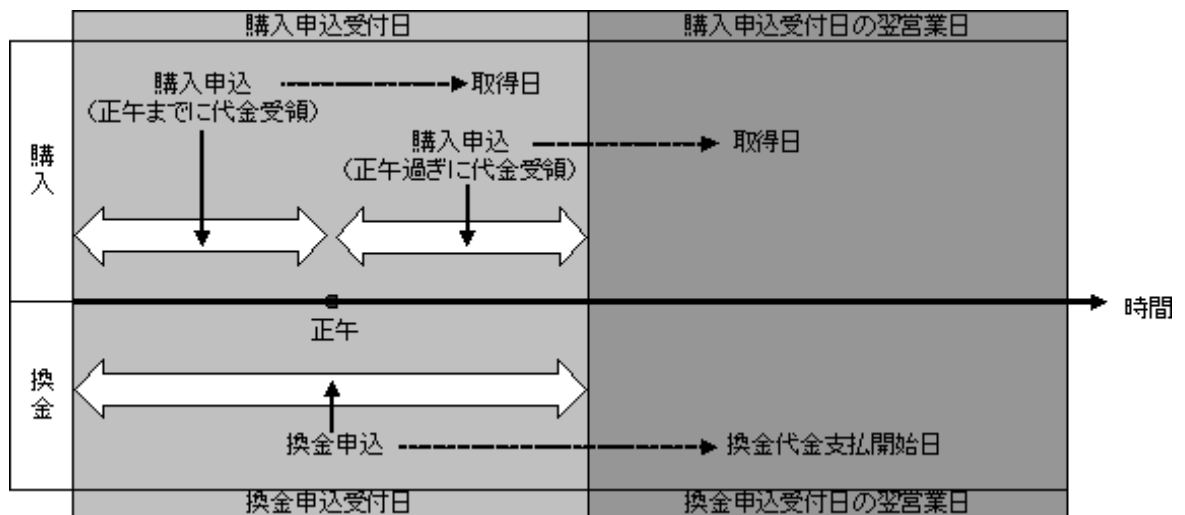 購入申込受付日
購入申込受付日の翌営業日
購入
購入申込
（正午までに代金受領）
取得日
購入申込
（正午過ぎに代金受領）
取得日
時間
正午
換金
換金申込
換金代金支払開始日
換金申込受付日
換金申込受付日の翌営業日